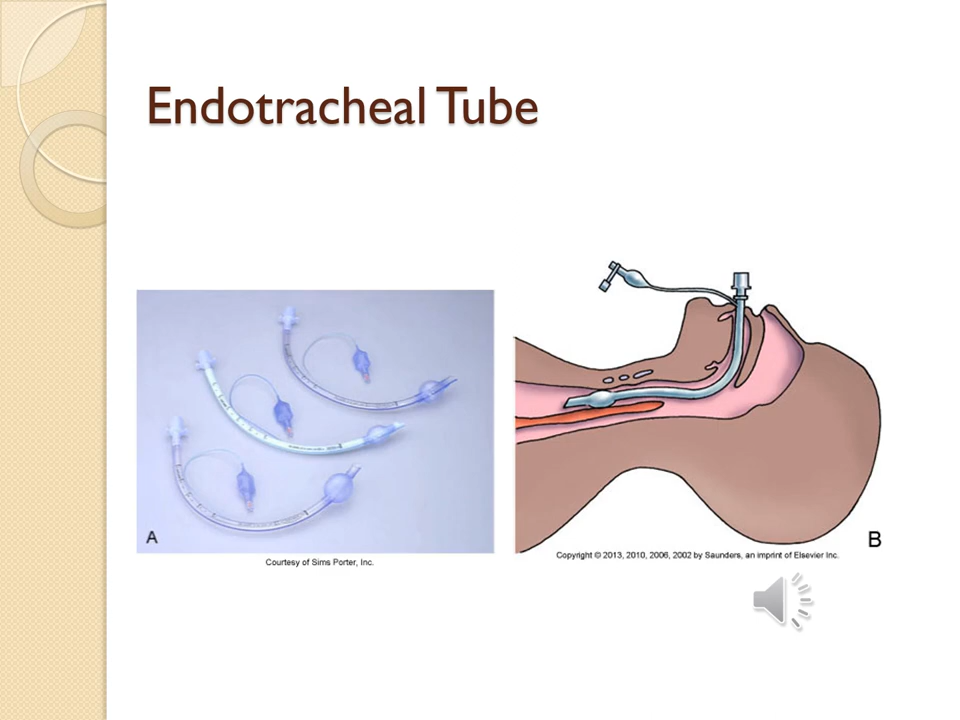 Endotracheal Tube
A
B
Courtesy of Sims Porter, Inc.
Copyright © 2013, 2010, 2006, 2002 by Saunders, an imprint of Elsevier Inc.